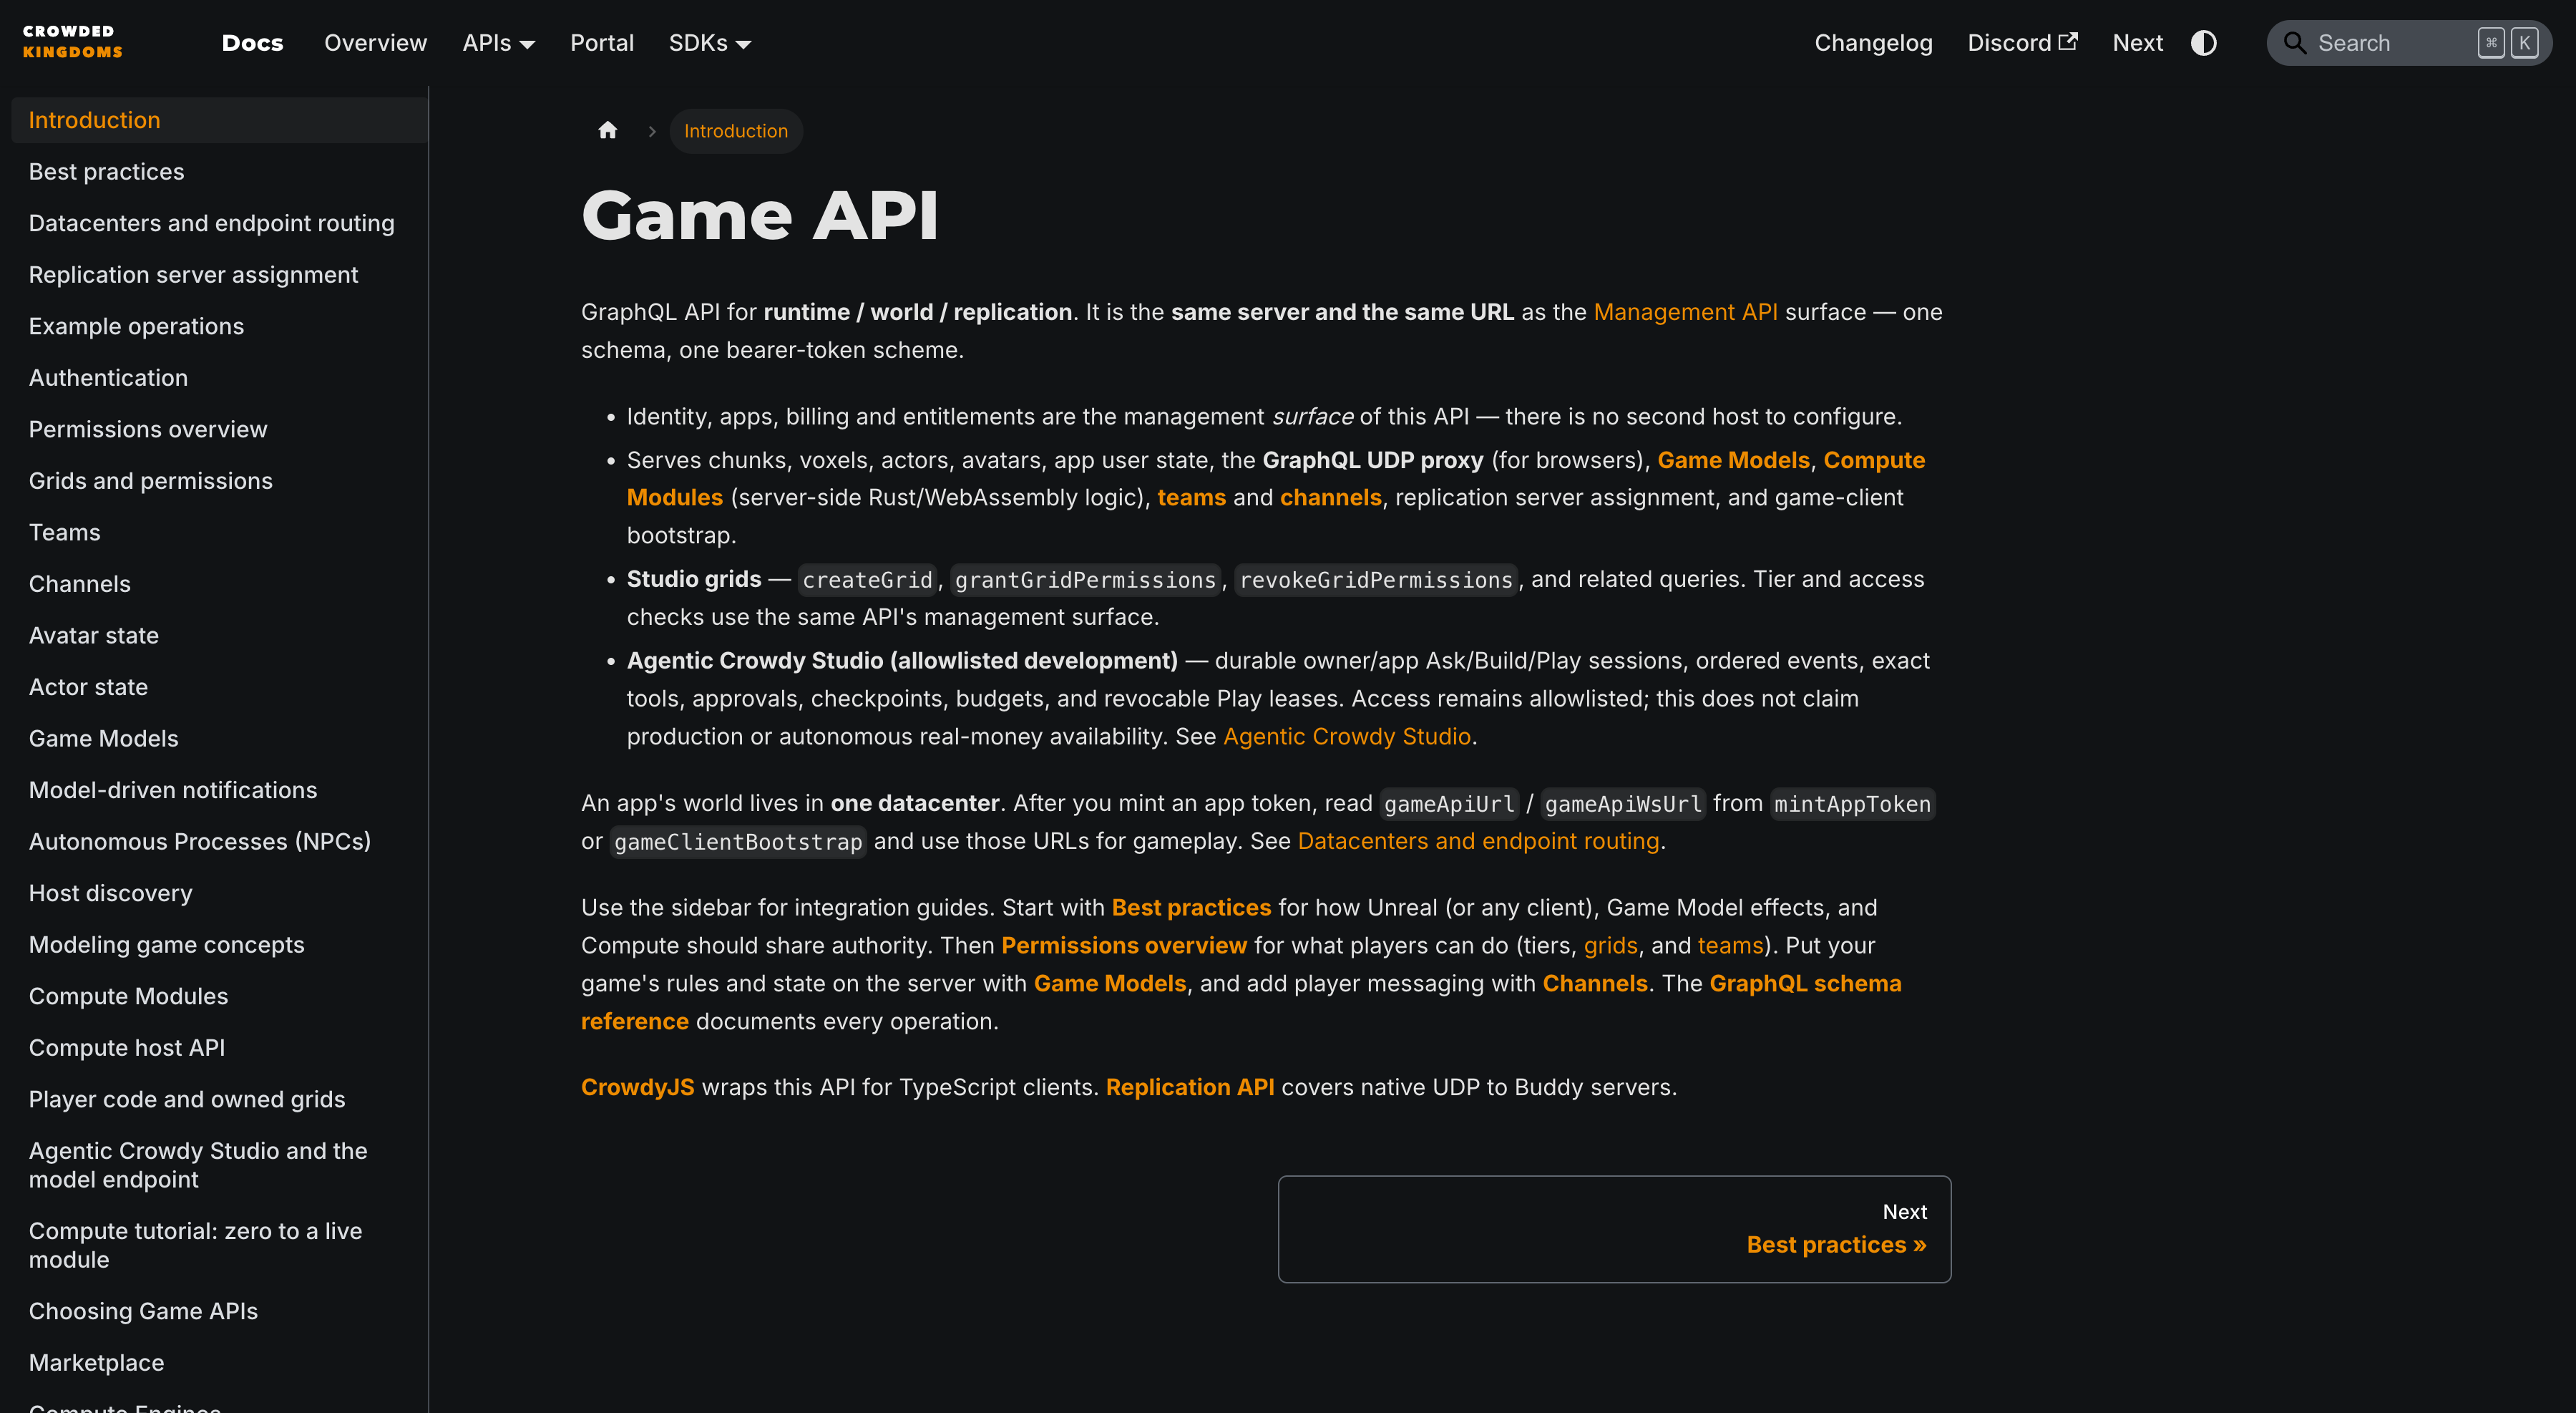 CROWDED
KINGDOMS
Docs
Overview
APIs
Portal
SDKs
Changelog
Discord
Next
Search
⌘ K
Introduction
Best practices
Datacenters and endpoint routing
Replication server assignment
Example operations
Authentication
Permissions overview
Grids and permissions
Teams
Channels
Avatar state
Actor state
Game Models
Model-driven notifications
Autonomous Processes (NPCs)
Host discovery
Modeling game concepts
Compute Modules
Compute host API
Player code and owned grids
Agentic Crowdy Studio and the
model endpoint
Compute tutorial: zero to a live
module
Choosing Game APIs
Marketplace
Compute Engines
Introduction
Game API
GraphQL API for runtime / world / replication. It is the same server and the same URL as the Management API surface — one
schema, one bearer-token scheme.
• Identity, apps, billing and entitlements are the management surface of this API — there is no second host to configure.
• Serves chunks, voxels, actors, avatars, app user state, the GraphQL UDP proxy (for browsers), Game Models, Compute
Modules (server-side Rust/WebAssembly logic), teams and channels, replication server assignment, and game-client
bootstrap.
• Studio grids — createGrid, grantGridPermissions, revokeGridPermissions, and related queries. Tier and access
checks use the same API's management surface.
• Agentic Crowdy Studio (allowlisted development) — durable owner/app Ask/Build/Play sessions, ordered events, exact
tools, approvals, checkpoints, budgets, and revocable Play leases. Access remains allowlisted; this does not claim
production or autonomous real-money availability. See Agentic Crowdy Studio.
An app's world lives in one datacenter. After you mint an app token, read gameApiUrl / gameApiWsUrl from mintAppToken
or gameClientBootstrap and use those URLs for gameplay. See Datacenters and endpoint routing.
Use the sidebar for integration guides. Start with Best practices for how Unreal (or any client), Game Model effects, and
Compute should share authority. Then Permissions overview for what players can do (tiers, grids, and teams). Put your
game's rules and state on the server with Game Models, and add player messaging with Channels. The GraphQL schema
reference documents every operation.
CrowdyJS wraps this API for TypeScript clients. Replication API covers native UDP to Buddy servers.
Next
Best practices »